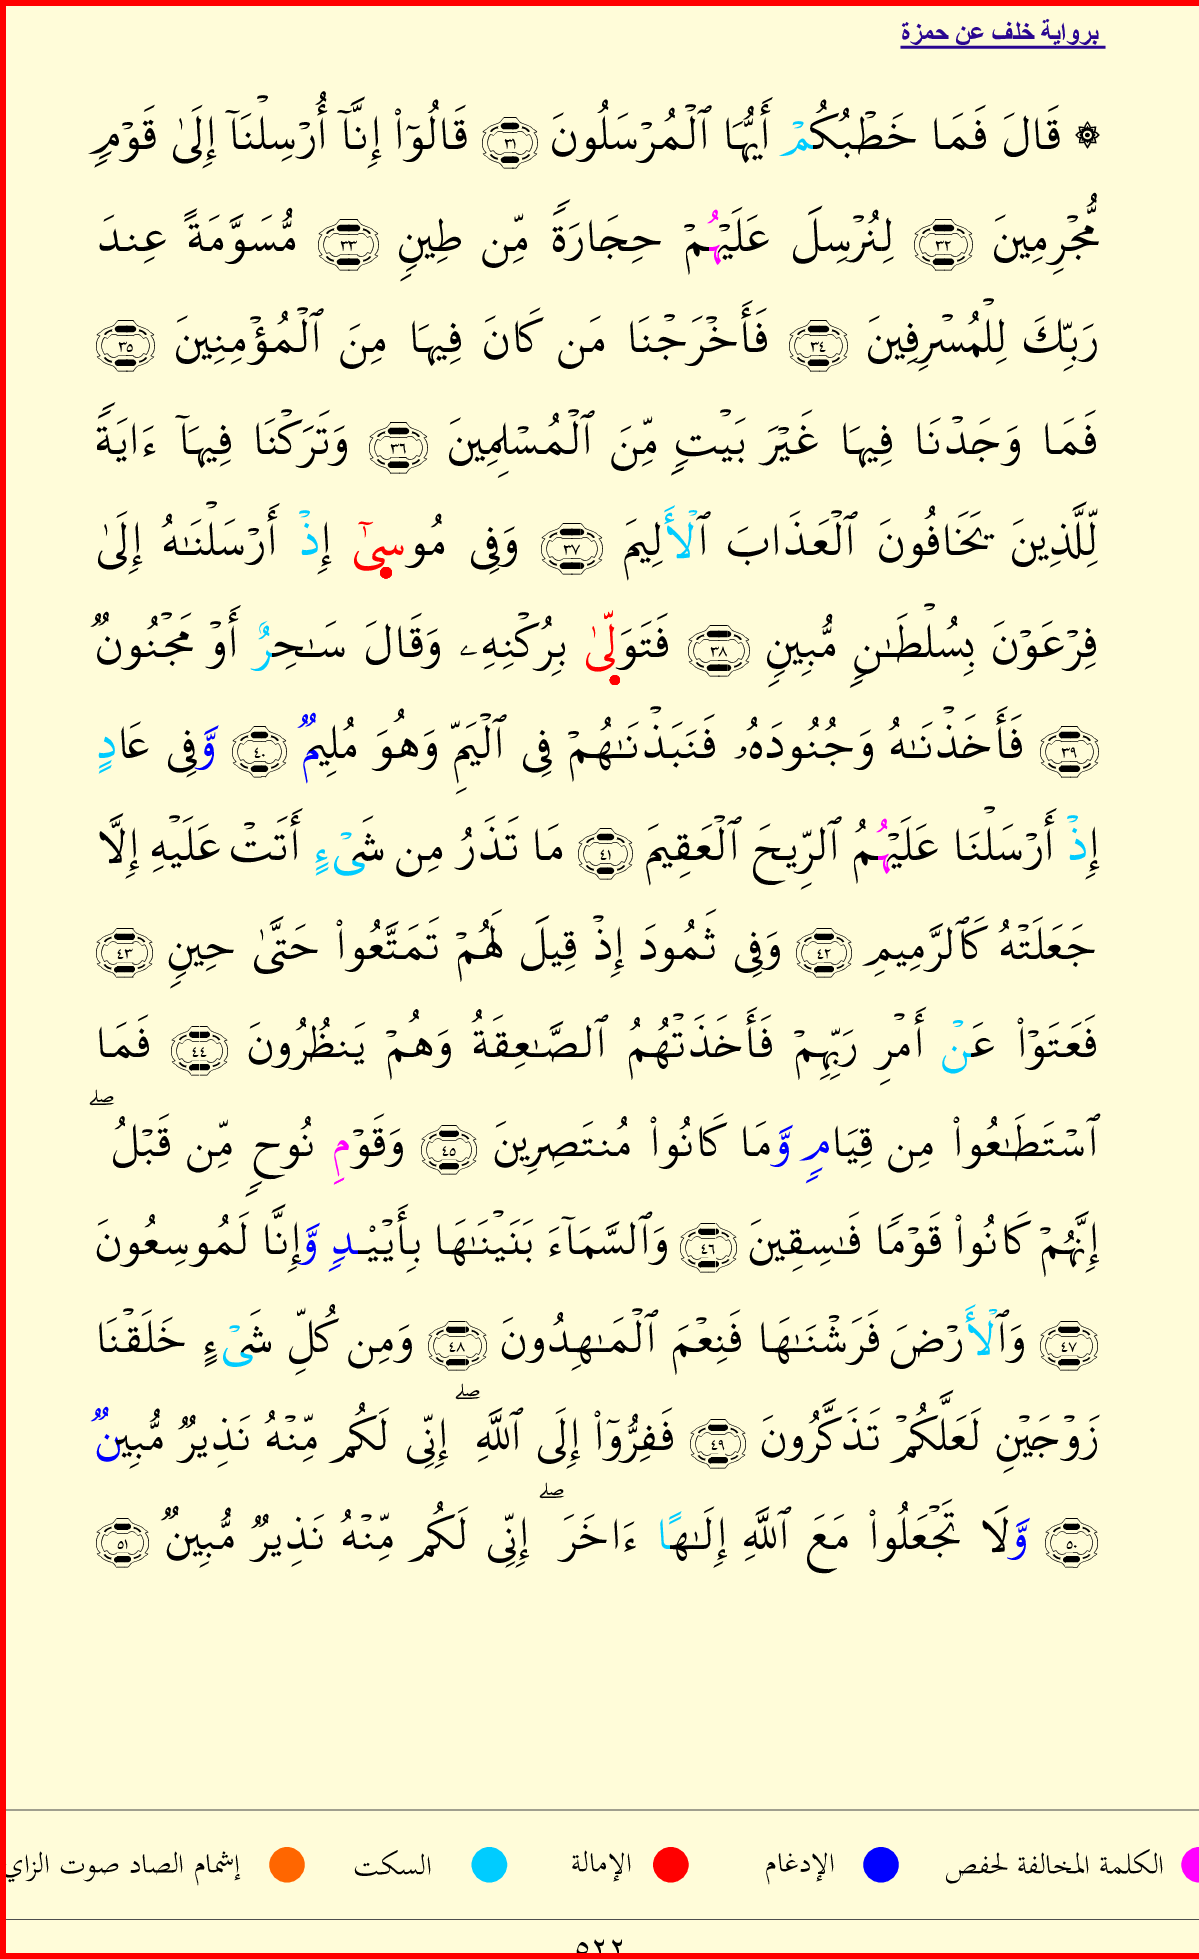 برواية خلف عن حمزة
۞ قَالَ فَمَا خَطۡبُكُمۡ أَيُّهَا ٱلۡمُرۡسَلُونَ ٣١ قَالُوٓاْ إِنَّآ أُرۡسِلۡنَآ إِلَىٰ قَوۡمٖ
مُّجۡرِمِينَ ٣٢ لِنُرۡسِلَ عَلَيۡهُمۡ حِجَارَةٗ مِّن طِينٖ ٣٣ مُّسَوَّمَةً عِندَ
رَبِّكَ لِلۡمُسۡرِفِينَ ٣٤ فَأَخۡرَجۡنَا مَن كَانَ فِيهَا مِنَ ٱلۡمُؤۡمِنِينَ ٣٥
فَمَا وَجَدۡنَا فِيهَا غَيۡرَ بَيۡتٖ مِّنَ ٱلۡمُسۡلِمِينَ ٣٦ وَتَرَكۡنَا فِيهَآ ءَايَةٗ
لِّلَّذِينَ يَخَافُونَ ٱلۡعَذَابَ ٱلۡأَلِيمَ ٣٧ وَفِي مُوسىٰٓ إِذۡ أَرۡسَلۡنَٰهُ إِلَىٰ
فِرۡعَوۡنَ بِسُلۡطَٰنٖ مُّبِينٖ ٣٨ فَتَوَلّىٰ بِرُكۡنِهِۦ وَقَالَ سَٰحِرٌ أَوۡ مَجۡنُونٞ
٣٩ فَأَخَذۡنَٰهُ وَجُنُودَهُۥ فَنَبَذۡنَٰهُمۡ فِي ٱلۡيَمِّ وَهُوَ مُلِيمٞ ٤٠ وَّفِي عَادٍ
إِذۡ أَرۡسَلۡنَا عَلَيۡهُمُ ٱلرِّيحَ ٱلۡعَقِيمَ ٤١ مَا تَذَرُ مِن شَيۡءٍ أَتَتۡ عَلَيۡهِ إِلَّا
جَعَلَتۡهُ كَٱلرَّمِيمِ ٤٢ وَفِي ثَمُودَ إِذۡ قِيلَ لَهُمۡ تَمَتَّعُواْ حَتَّىٰ حِينٖ ٤٣
فَعَتَوۡاْ عَنۡ أَمۡرِ رَبِّهِمۡ فَأَخَذَتۡهُمُ ٱلصَّٰعِقَةُ وَهُمۡ يَنظُرُونَ ٤٤ فَمَا
ٱسۡتَطَٰعُواْ مِن قِيَامٖ وَّمَا كَانُواْ مُنتَصِرِينَ ٤٥ وَقَوۡمِ نُوحٖ مِّن قَبۡلُۖ
إِنَّهُمۡ كَانُواْ قَوۡمٗا فَٰسِقِينَ ٤٦ وَٱلسَّمَآءَ بَنَيۡنَٰهَا بِأَيۡيْدٖ وَّإِنَّا لَمُوسِعُونَ
٤٧ وَٱلۡأَرۡضَ فَرَشۡنَٰهَا فَنِعۡمَ ٱلۡمَٰهِدُونَ ٤٨ وَمِن كُلِّ شَيۡءٍ خَلَقۡنَا
زَوۡجَيۡنِ لَعَلَّكُمۡ تَذَكَّرُونَ ٤٩ فَفِرُّوٓاْ إِلَى ٱللَّهِۖ إِنِّي لَكُم مِّنۡهُ نَذِيرٞ مُّبِينٞ
٥٠ وَّلَا تَجۡعَلُواْ مَعَ ٱللَّهِ إِلَٰهًا ءَاخَرَۖ إِنِّي لَكُم مِّنۡهُ نَذِيرٞ مُّبِينٞ ٥١
الكلمة المخالفة لحفص الإدغام الإمالة السكت إشمام الصاد صوت الزاي
٥٢٢